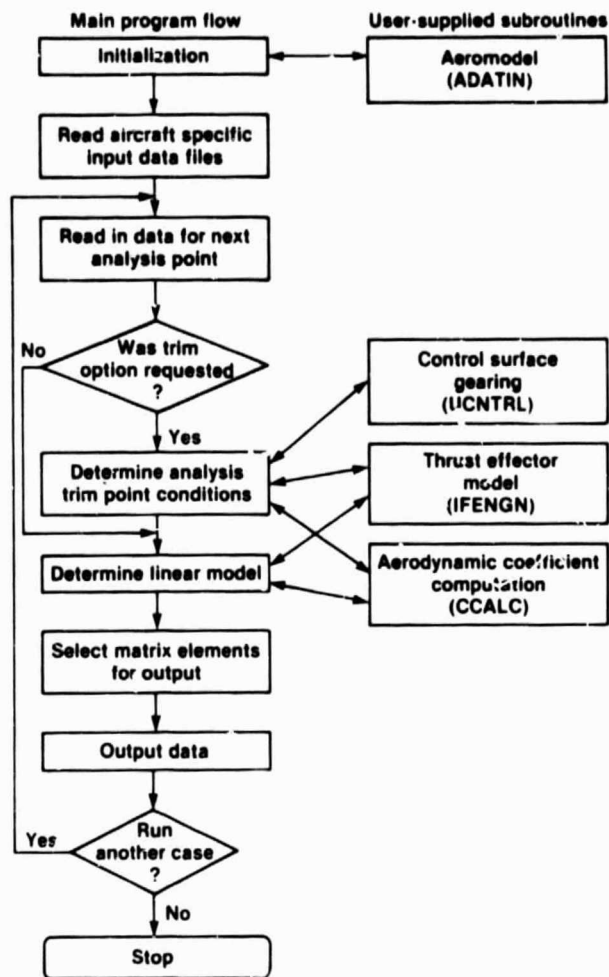 Main program flow
User-supplied subroutines
Initialization
Aeromodel
(ADATIN)
Read aircraft specific
input data files
Read in data for next
analysis point
No
Was trim
option requested
?
Yes
Control surface
gearing
(UCNTRL)
Determine analysis
trim point conditions
Thrust effector
model
(IFENGN)
Determine linear model
Aerodynamic coefficient
computation
(CCALC)
Select matrix elements
for output
Output data
Yes
Run
another case
?
No
Stop